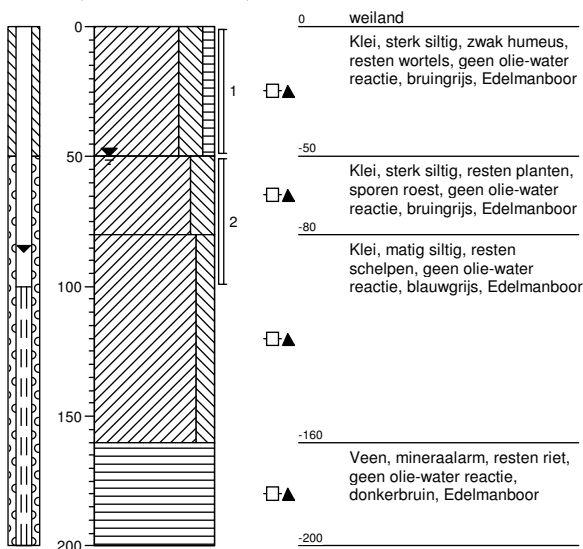 0
50
100
150
200
1
2
0 weiland
Klei, sterk siltig, zwak humeus,
resten wortels, geen olie-water
reactie, bruingrijs, Edelmanboor
-50
Klei, sterk siltig, resten planten,
sporen roest, geen olie-water
reactie, bruingrijs, Edelmanboor
-80
Klei, matig siltig, resten
schelpen, geen olie-water
reactie, blauwgrijs, Edelmanboor
-160
Veen, mineraalarm, resten riet,
geen olie-water reactie,
donkerbruin, Edelmanboor
-200